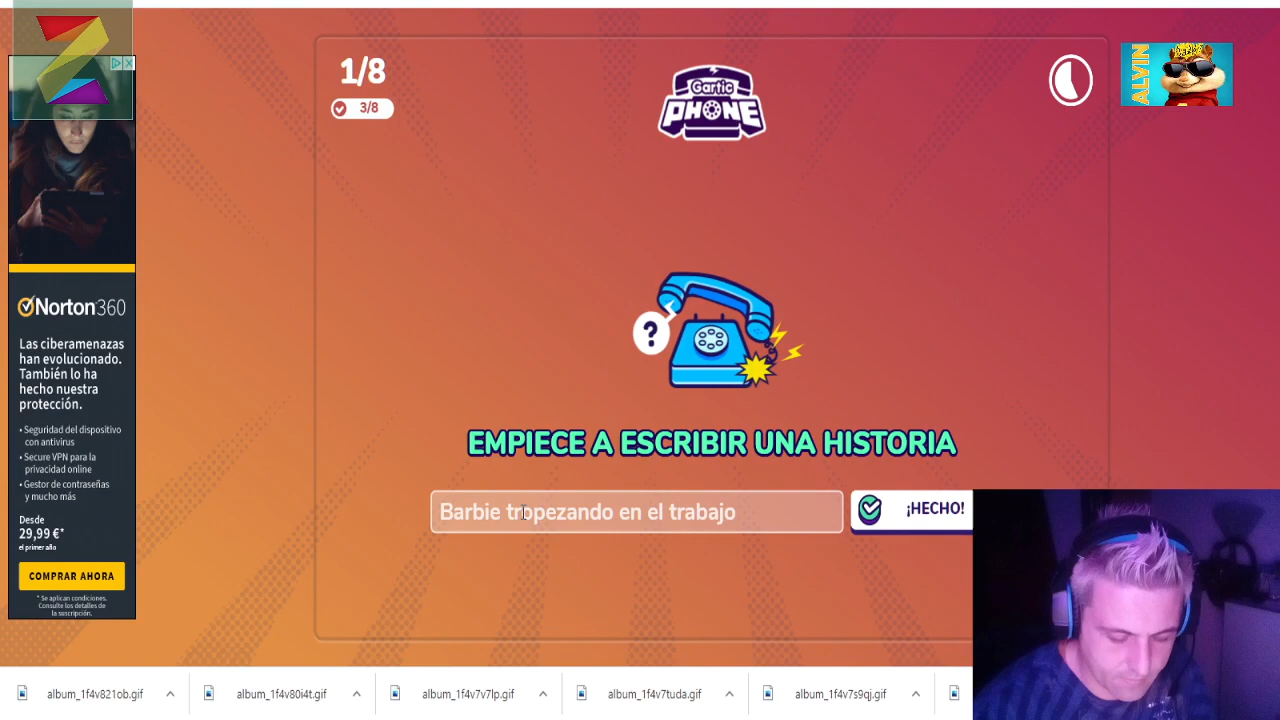 1/8
3/8
Gartic
PHONE
ALVIN
Norton360
Las ciberamenazas
han evolucionado.
También lo ha
hecho nuestra
protección.
• Seguridad del dispositivo
con antivirus
• Secure VPN para la
privacidad online
• Gestor de contraseñas
y mucho más
Desde
29,99 €*
el primer año
COMPRAR AHORA
* Se aplican condiciones.
Consulte los detalles de
la suscripción.
?
EMPIECE A ESCRIBIR UNA HISTORIA
Barbie tropezando en el trabajo
¡HECHO!
album_1f4v821ob.gif
album_1f4v80i4t.gif
album_1f4v7v7lp.gif
album_1f4v7tuda.gif
album_1f4v7s9qj.gif